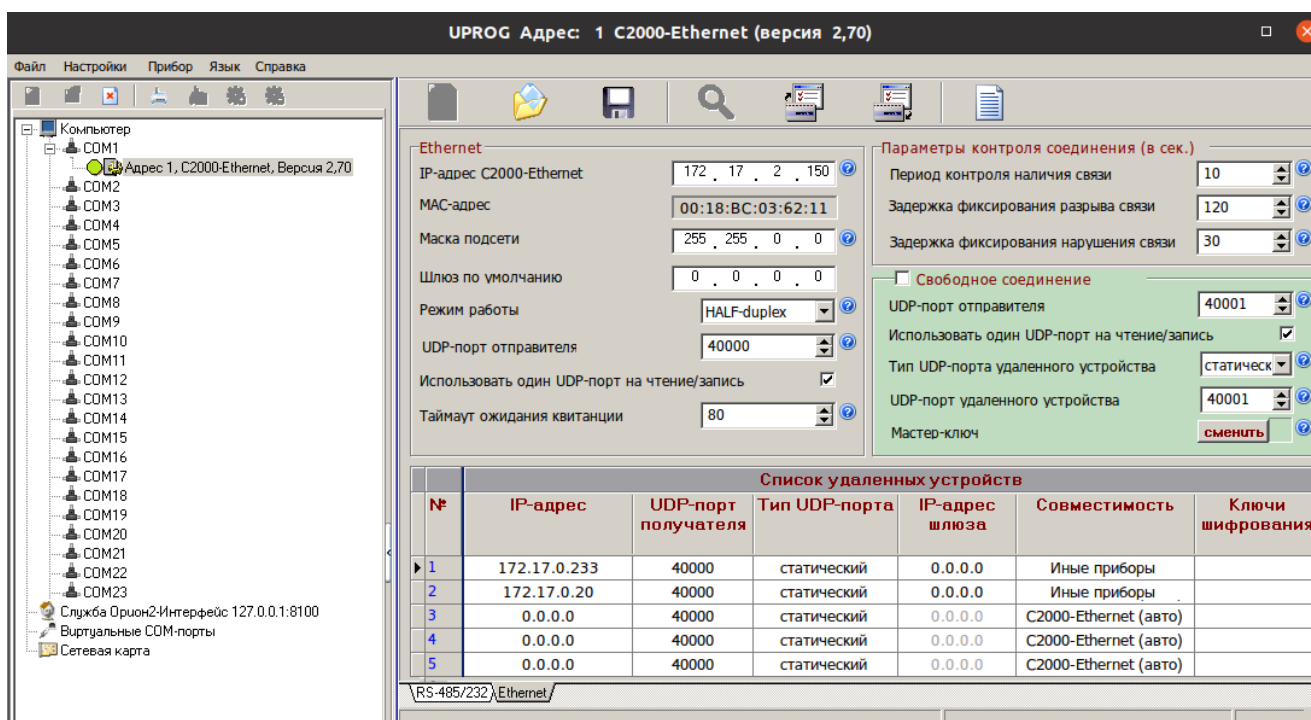 UPROG Адрес: 1 С2000-Ethernet (версия 2,70)
Файл Настройки Прибор Язык Справка
Компьютер
COM1
Адрес 1, С2000-Ethernet, Версия 2,70
COM2
COM3
COM4
COM5
COM6
COM7
COM8
COM9
COM10
COM11
COM12
COM13
COM14
COM15
COM16
COM17
COM18
COM19
COM20
COM21
COM22
COM23
Служба Орион2-Интерфейс 127.0.0.1:8100
Виртуальные COM-порты
Сетевая карта
Ethernet
IP-адрес C2000-Ethernet 172 . 17 . 2 . 150
MAC-адрес 00:18:BC:03:62:11
Маска подсети 255 . 255 . 0 . 0
Шлюз по умолчанию 0 . 0 . 0 . 0
Режим работы HALF-duplex
UDP-порт отправителя 40000
Использовать один UDP-порт на чтение/запись
Таймаут ожидания квитанции 80
Параметры контроля соединения (в сек.)
Период контроля наличия связи 10
Задержка фиксирования разрыва связи 120
Задержка фиксирования нарушения связи 30
Свободное соединение
UDP-порт отправителя 40001
Использовать один UDP-порт на чтение/запись
Тип UDP-порта удаленного устройства статическ
UDP-порт удаленного устройства 40001
Мастер-ключ сменить
Список удаленных устройств
№ IP-адрес UDP-порт получателя Тип UDP-порта IP-адрес шлюза Совместимость Ключи шифрования
1 172.17.0.233 40000 статический 0.0.0.0 Иные приборы
2 172.17.0.20 40000 статический 0.0.0.0 Иные приборы
3 0.0.0.0 40000 статический 0.0.0.0 С2000-Ethernet (авто)
4 0.0.0.0 40000 статический 0.0.0.0 С2000-Ethernet (авто)
5 0.0.0.0 40000 статический 0.0.0.0 С2000-Ethernet (авто)
RS-485/232 Ethernet